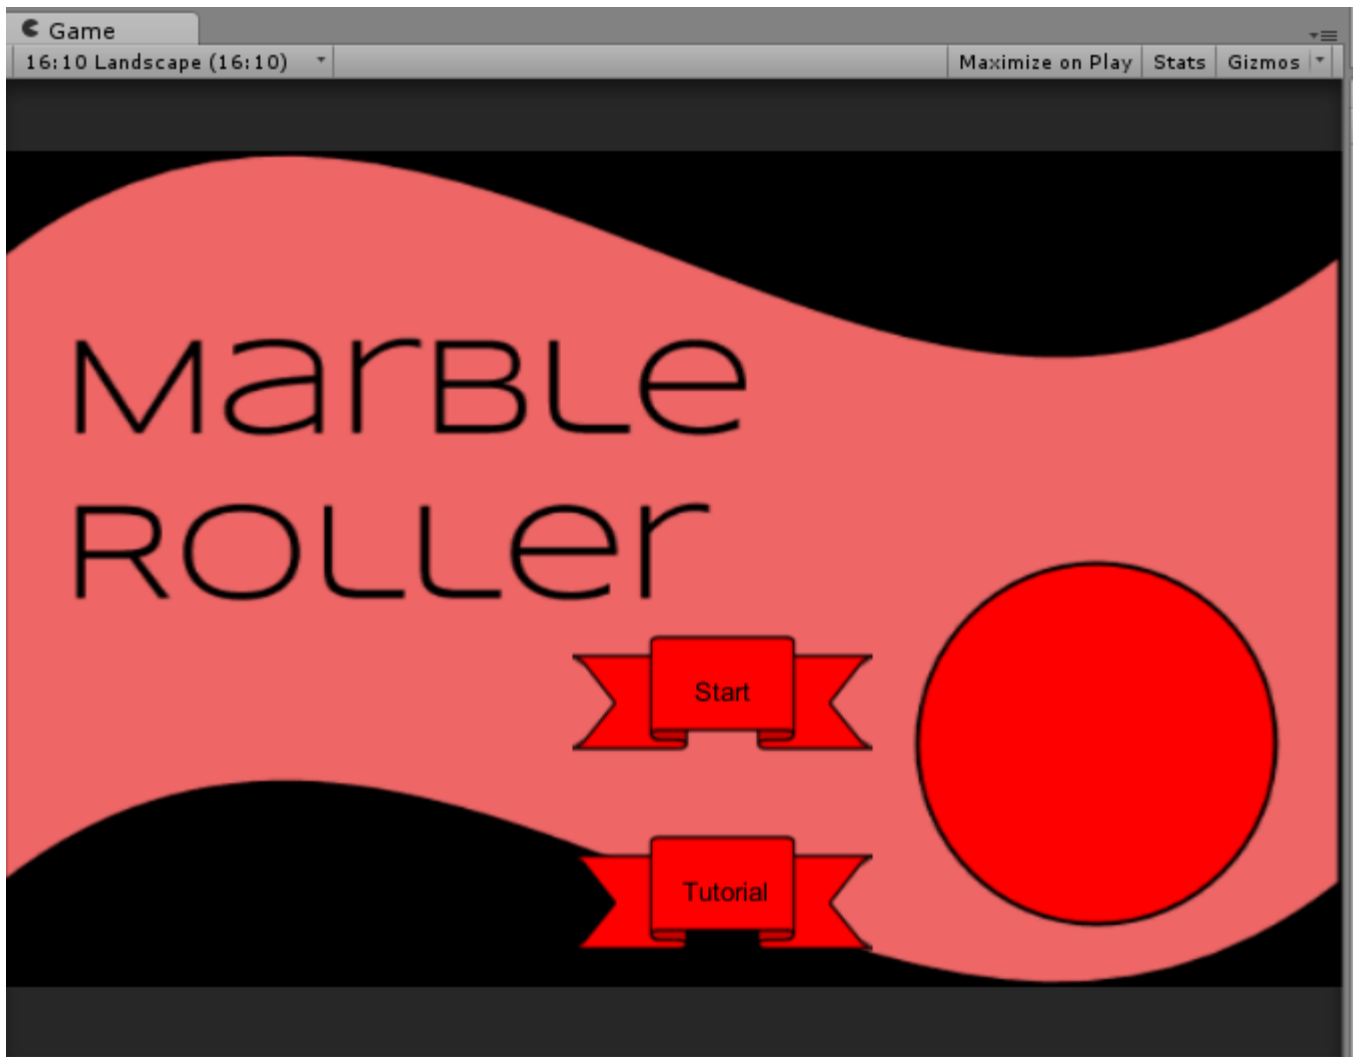 Game
16:10 Landscape (16:10) Maximize on Play Stats Gizmos
MarBLe
ROLLer
Start
Tutorial